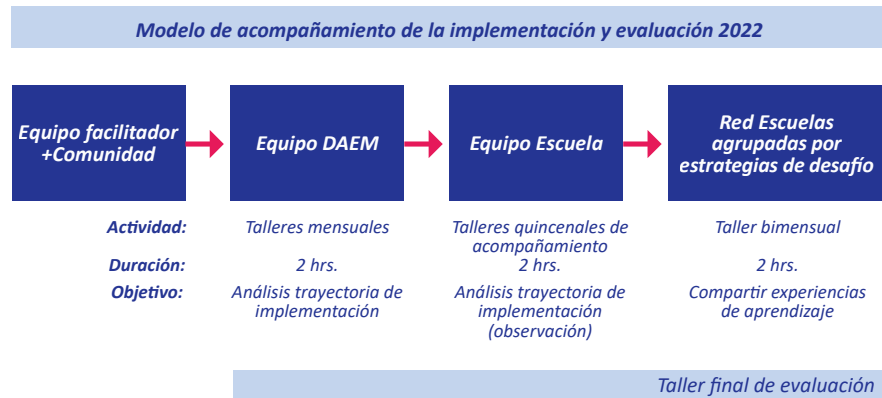 Modelo de acompañamiento de la implementación y evaluación 2022
Equipo facilitador
+Comunidad
Equipo DAEM
Equipo Escuela
Red Escuelas
agrupadas por
estrategias de desafío
Actividad:
Talleres mensuales
Talleres quincenales de
acompañamiento
Taller bimensual
Duración:
2 hrs.
2 hrs.
2 hrs.
Objetivo:
Análisis trayectoria de
implementación
Análisis trayectoria de
implementación
(observación)
Compartir experiencias
de aprendizaje
Taller final de evaluación